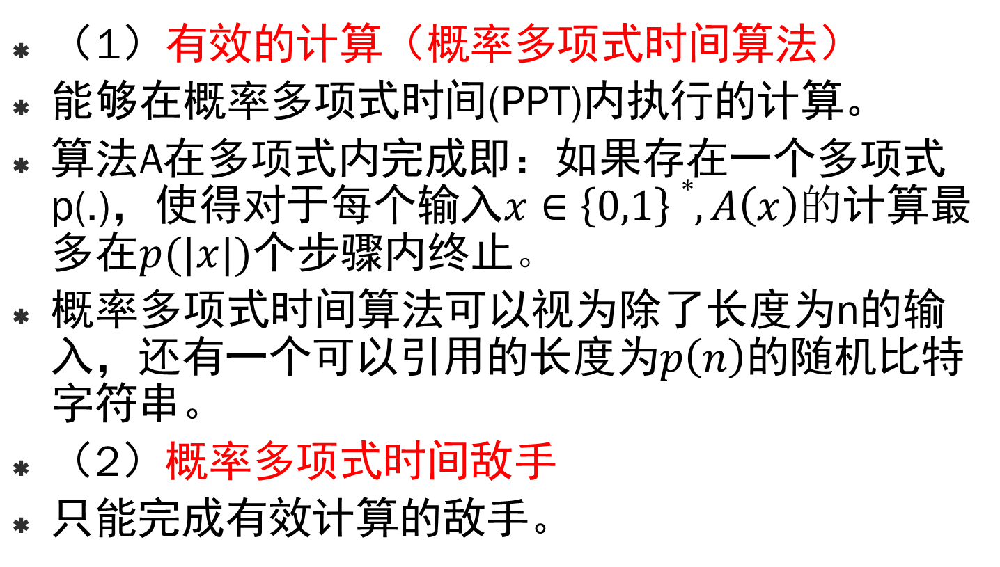 * （1）有效的计算（概率多项式时间算法）
* 能够在概率多项式时间(PPT)内执行的计算。
* 算法A在多项式内完成即：如果存在一个多项式
p(.)，使得对于每个输入𝑥 ∈ {0,1}^*, 𝐴(𝑥)的计算最
多在𝑝(|𝑥|)个步骤内终止。
* 概率多项式时间算法可以视为除了长度为n的输
入，还有一个可以引用的长度为𝑝(𝑛)的随机比特
字符串。
* （2）概率多项式时间敌手
* 只能完成有效计算的敌手。